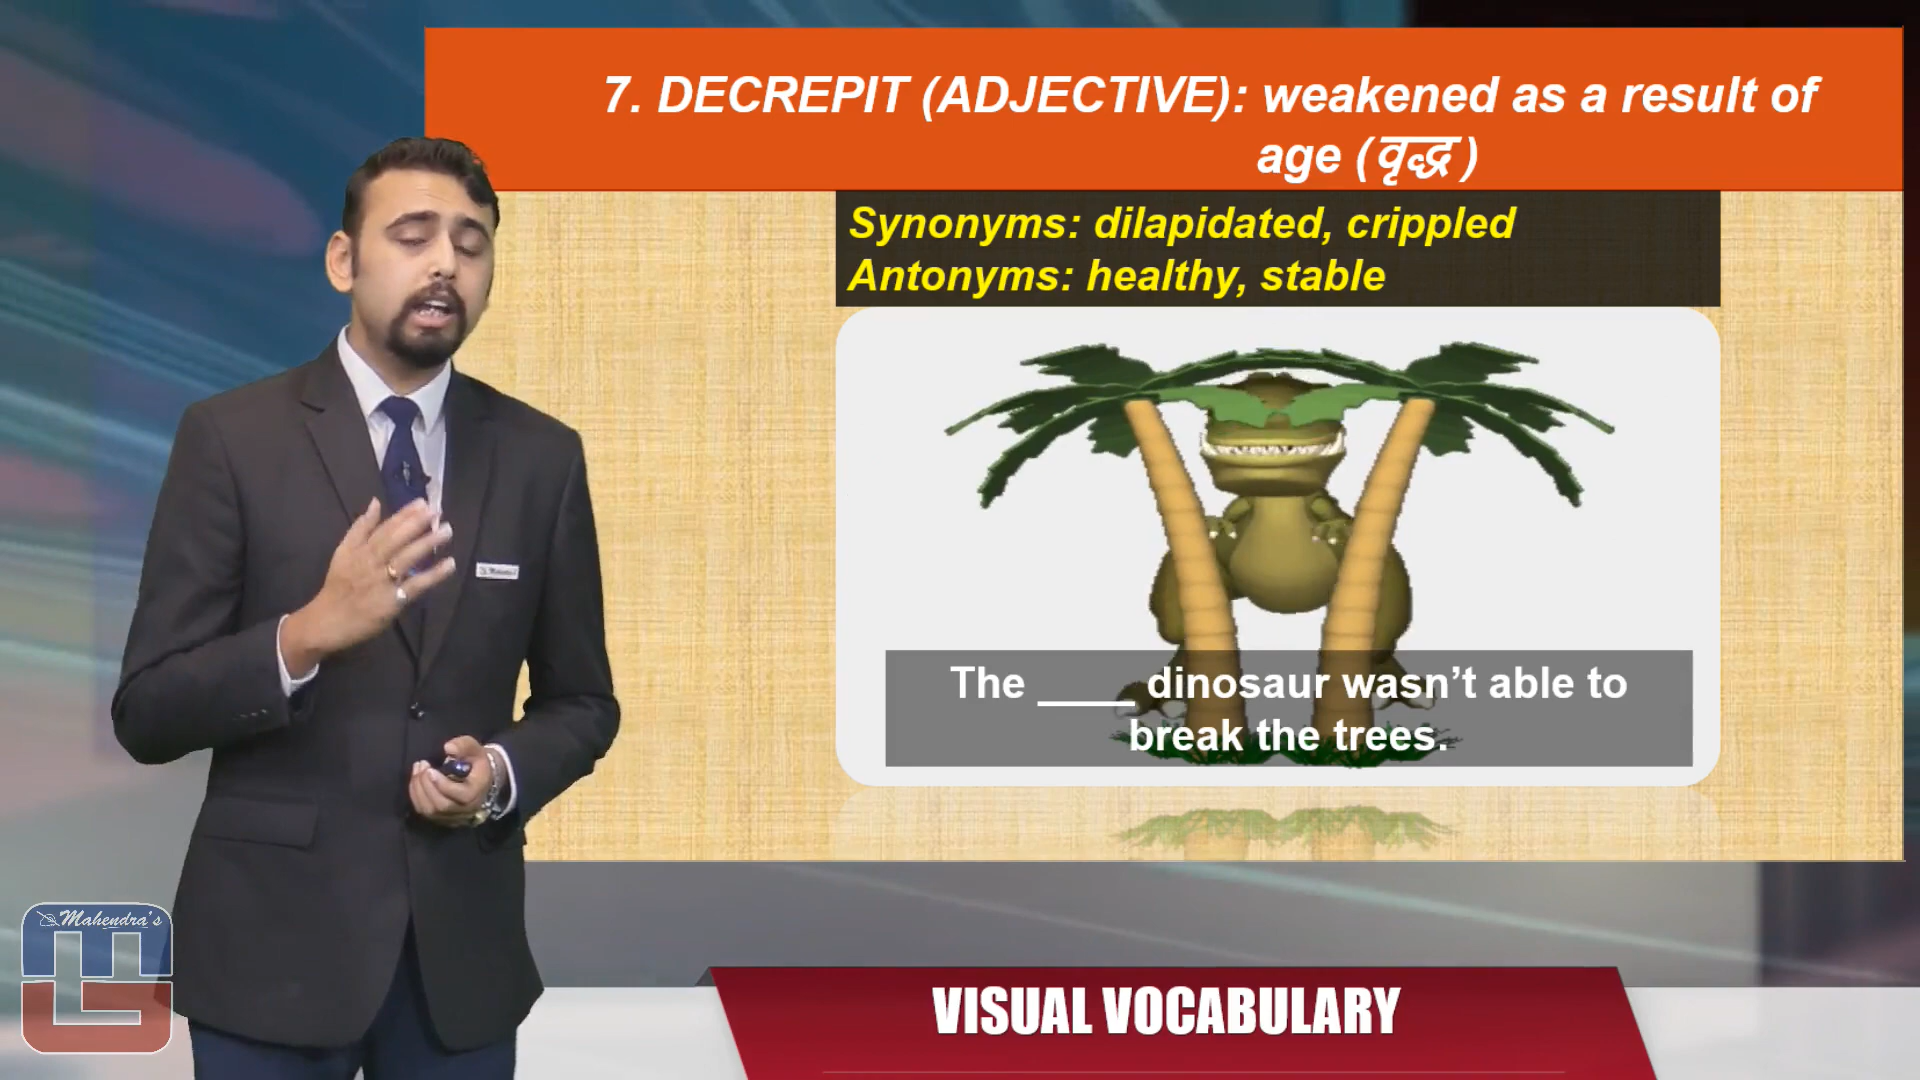 7. DECREPIT (ADJECTIVE): weakened as a result of
age (वृद्ध )
Synonyms: dilapidated, crippled
Antonyms: healthy, stable
The ____ dinosaur wasn’t able to
break the trees.
Mahendra's
VISUAL VOCABULARY